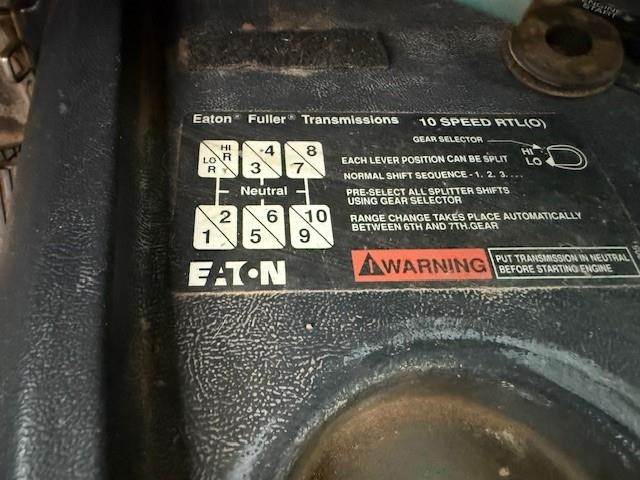 ENGINE
START
Eaton® Fuller® Transmissions 10 SPEED RTL(O)
GEAR SELECTOR
HI
LO
HI
R
LO
R
4
3
8
7
EACH LEVER POSITION CAN BE SPLIT
NORMAL SHIFT SEQUENCE - 1. 2. 3. . . .
Neutral
PRE-SELECT ALL SPLITTER SHIFTS
USING GEAR SELECTOR
2
1
6
5
10
9
RANGE CHANGE TAKES PLACE AUTOMATICALLY
BETWEEN 6TH AND 7TH GEAR
EATON
WARNING
PUT TRANSMISSION IN NEUTRAL
BEFORE STARTING ENGINE